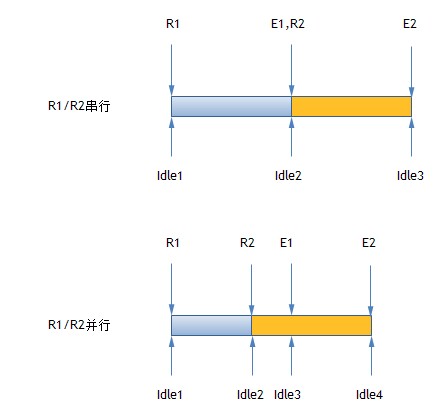 R1 E1,R2 E2
R1/R2串行
Idle1 Idle2 Idle3
R1 R2 E1 E2
R1/R2并行
Idle1 Idle2 Idle3 Idle4